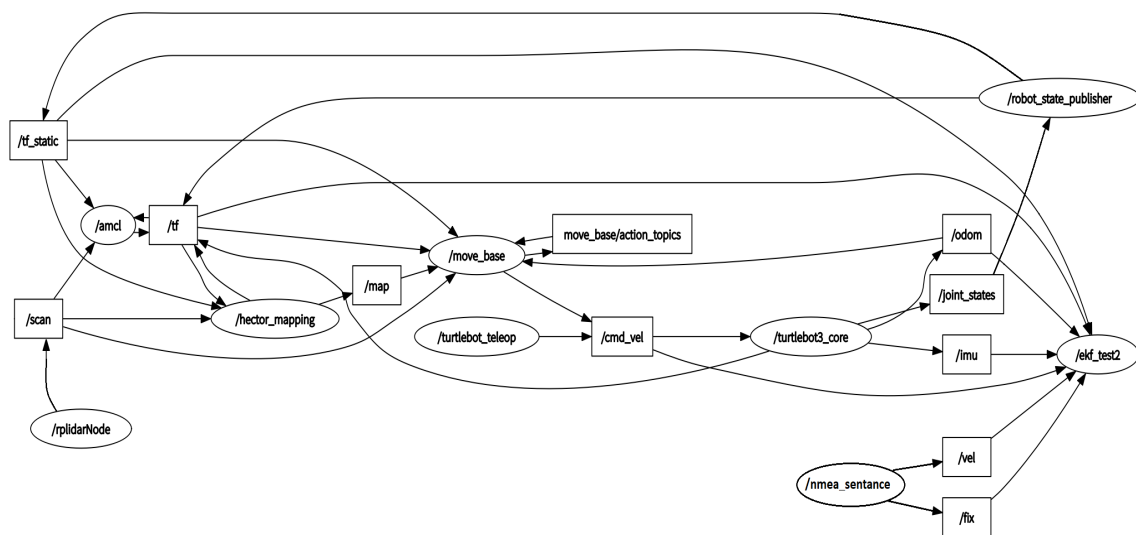 /robot_state_publisher
/tf_static
/amcl
/tf
move_base/action_topics
/odom
/move_base
/map
/joint_states
/scan
/hector_mapping
/turtlebot_teleop
/cmd_vel
/turtlebot3_core
/imu
/ekf_test2
/rplidarNode
/vel
/nmea_sentance
/fix